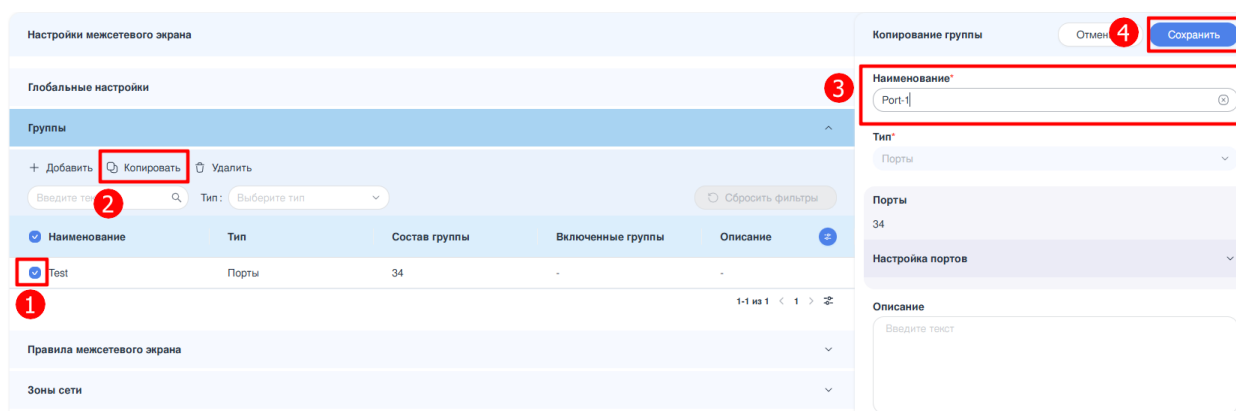 Настройки межсетевого экрана
Глобальные настройки
Группы
+ Добавить Копировать Удалить
2
Введите те
Тип : Выберите тип
Сбросить фильтры
Наименование Тип Состав группы Включенные группы Описание
Test Порты 34 - -
1
1-1 из 1 < 1 >
Правила межсетевого экрана
Зоны сети
Копирование группы
Отмен
4
Сохранить
3
Наименование*
Port-1
Тип*
Порты
Порты
34
Настройка портов
Описание
Введите текст